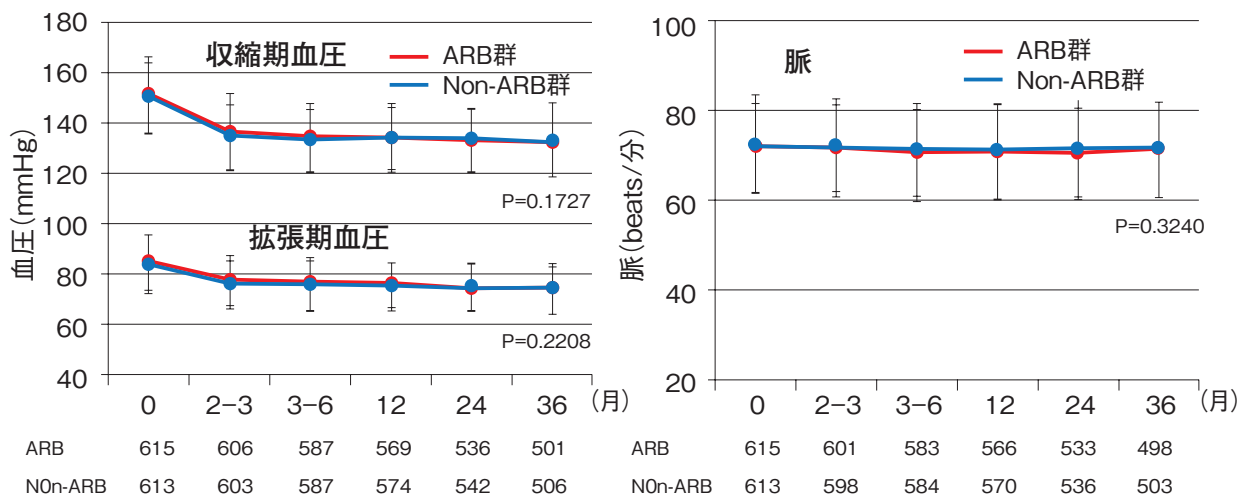 血圧(mmHg)
180
160
140
120
100
80
60
40
収縮期血圧
ARB群
Non-ARB群
P=0.1727
拡張期血圧
P=0.2208
0 2−3 3−6 12 24 36 (月)
ARB 615 606 587 569 536 501
N0n-ARB 613 603 587 574 542 506
脈(beats/分)
100
80
60
40
20
脈
ARB群
Non-ARB群
P=0.3240
0 2−3 3−6 12 24 36 (月)
ARB 615 601 583 566 533 498
N0n-ARB 613 598 584 570 536 503